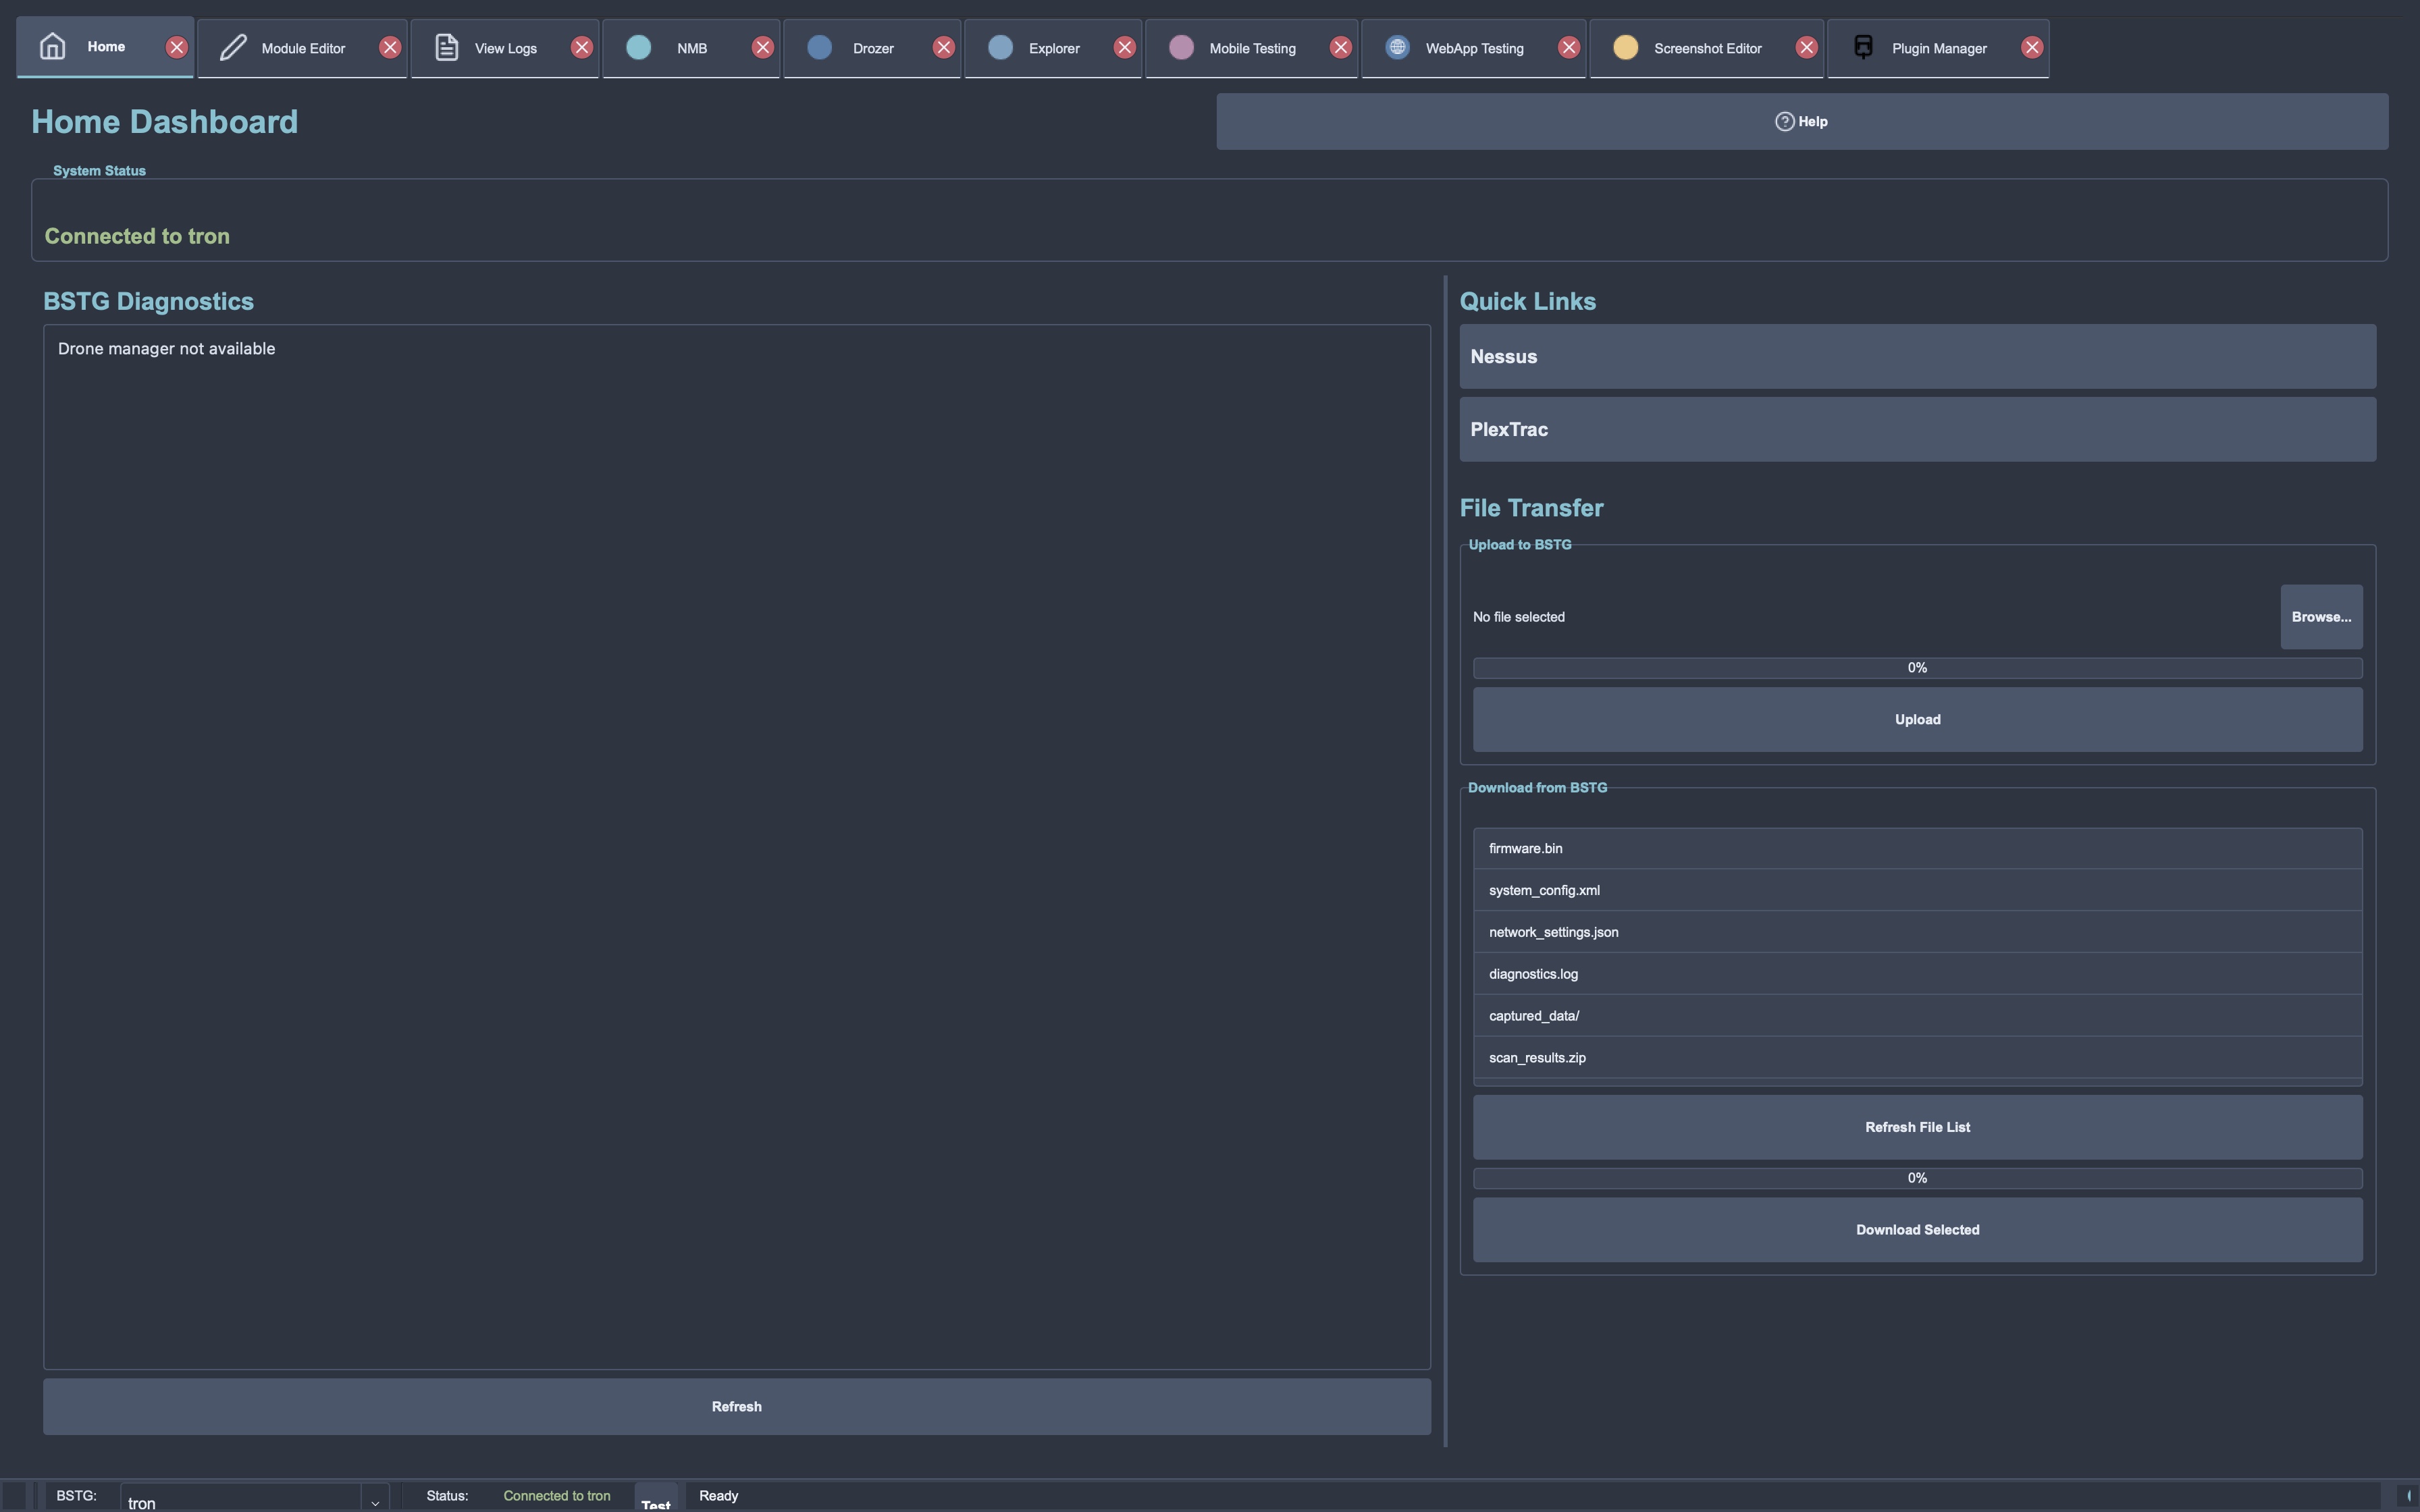 Home
Module Editor
View Logs
NMB
Drozer
Explorer
Mobile Testing
WebApp Testing
Screenshot Editor
Plugin Manager
Home Dashboard
? Help
System Status
Connected to tron
BSTG Diagnostics
Drone manager not available
Refresh
Quick Links
Nessus
PlexTrac
File Transfer
Upload to BSTG
No file selected
Browse...
0%
Upload
Download from BSTG
firmware.bin
system_config.xml
network_settings.json
diagnostics.log
captured_data/
scan_results.zip
Refresh File List
0%
Download Selected
BSTG:
tron
Status:
Connected to tron
Test
Ready